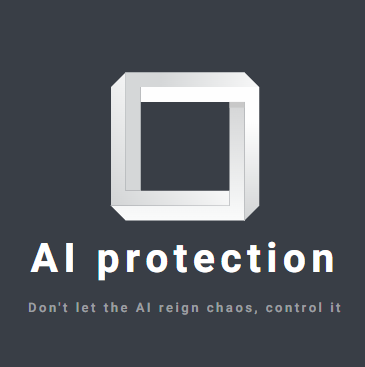 AI protection
Don't let the AI reign chaos, control it